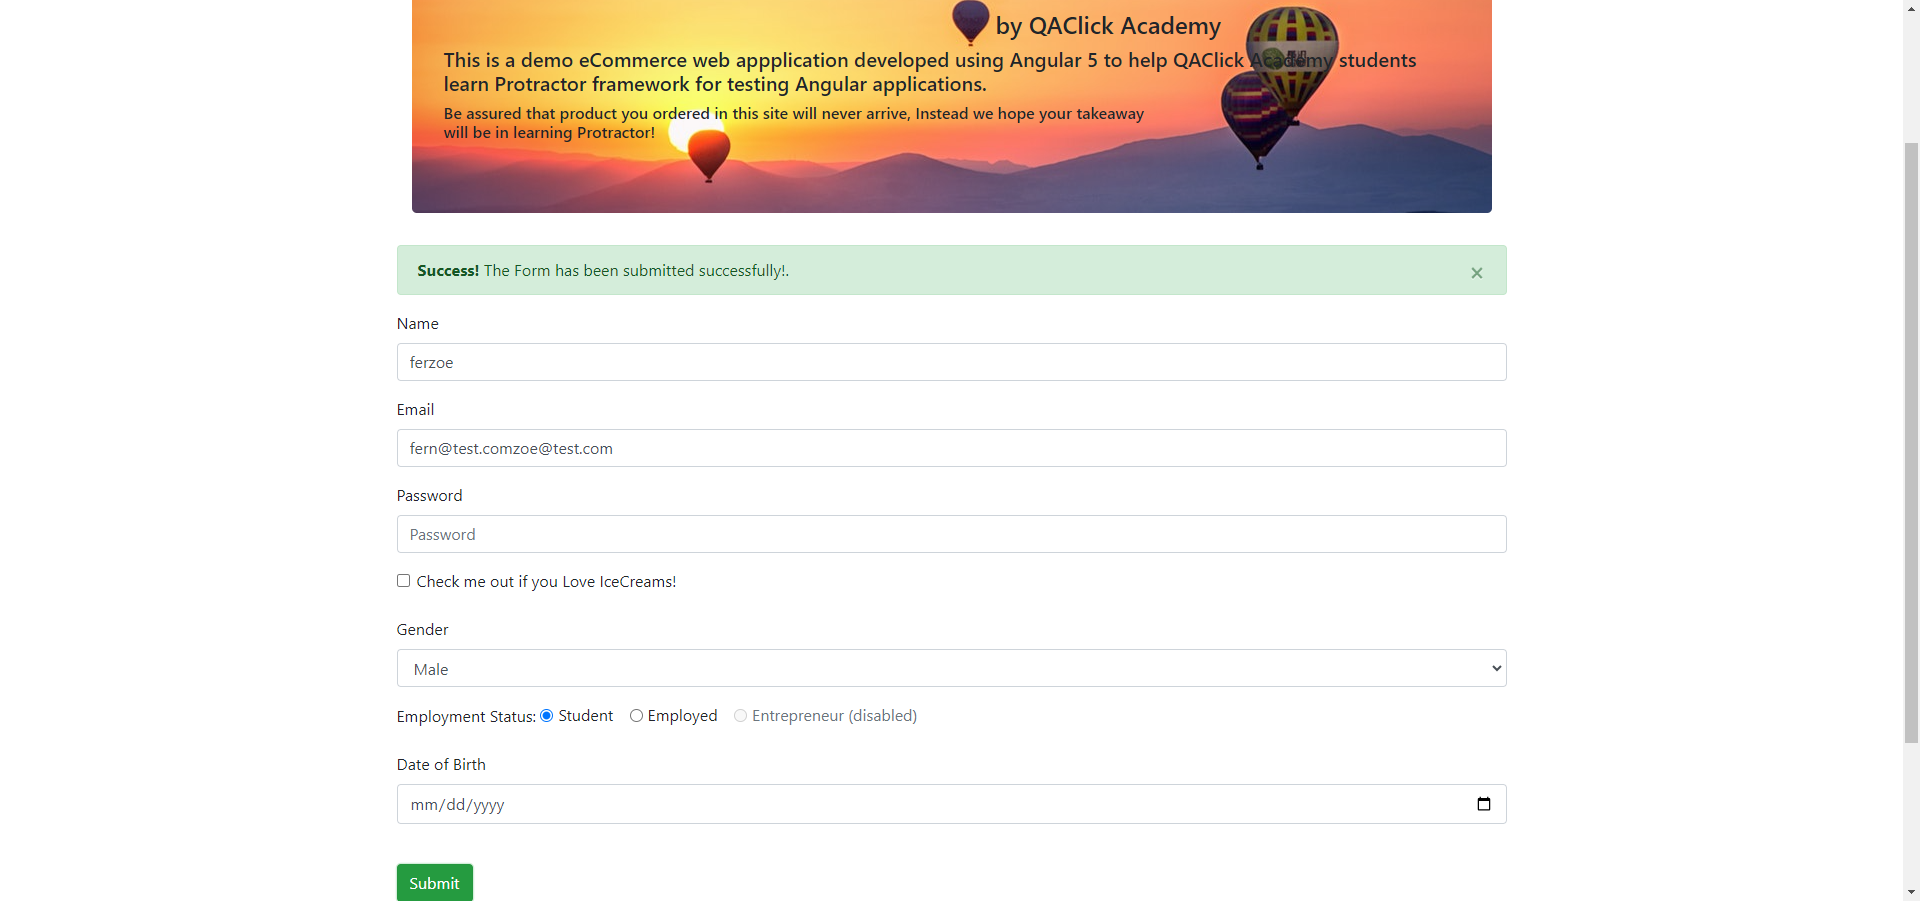 by QAClick Academy
This is a demo eCommerce web appplication developed using Angular 5 to help QAClick Academy students
learn Protractor framework for testing Angular applications.
Be assured that product you ordered in this site will never arrive, Instead we hope your takeaway
will be in learning Protractor!
Success! The Form has been submitted successfully!.
×
Name
ferzoe
Email
fern@test.comzoe@test.com
Password
Password
Check me out if you Love IceCreams!
Gender
Male
Employment Status: Student Employed Entrepreneur (disabled)
Date of Birth
mm/dd/yyyy
Submit